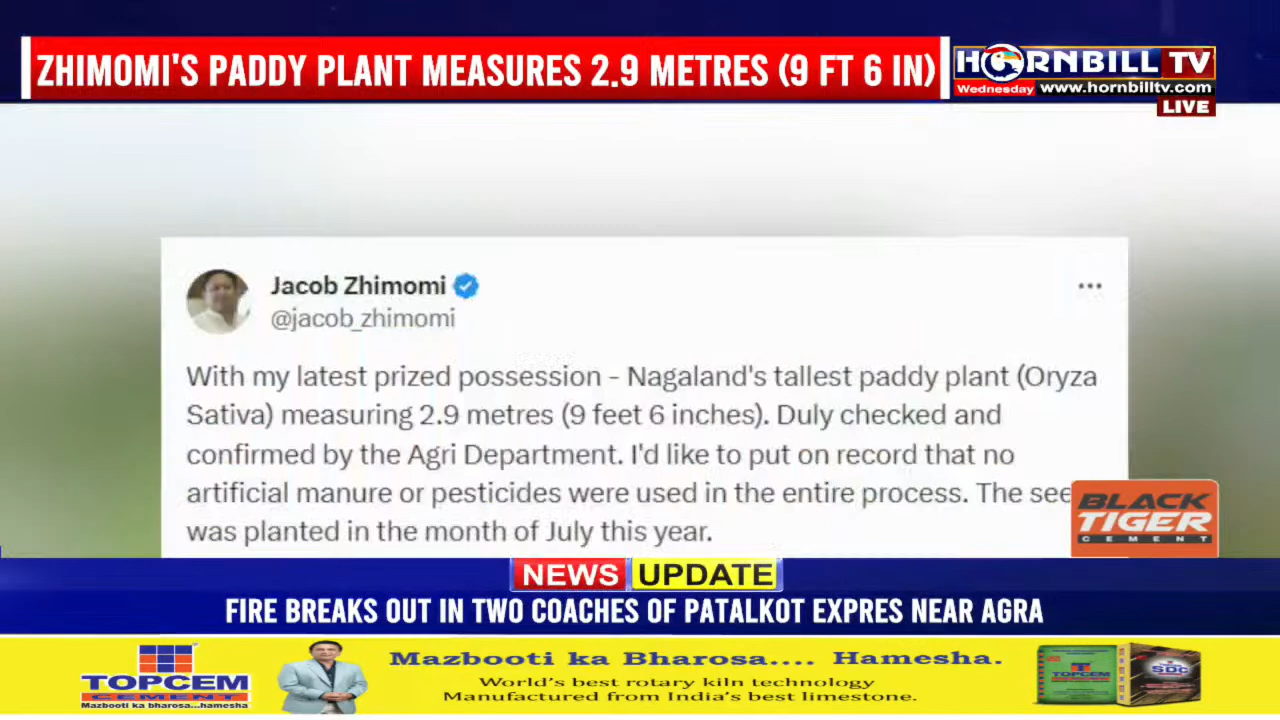 ZHIMOMI'S PADDY PLANT MEASURES 2.9 METRES (9 FT 6 IN)
HORNBILL TV
Wednesday www.hornbilltv.com
LIVE
Jacob Zhimomi
@jacob_zhimomi
With my latest prized possession - Nagaland's tallest paddy plant (Oryza
Sativa) measuring 2.9 metres (9 feet 6 inches). Duly checked and
confirmed by the Agri Department. I'd like to put on record that no
artificial manure or pesticides were used in the entire process. The see
was planted in the month of July this year.
BLACK
TIGER
CEMENT
NEWS UPDATE
FIRE BREAKS OUT IN TWO COACHES OF PATALKOT EXPRES NEAR AGRA
TOPCEM
CEMENT
Mazbooti ka bharosa...hamesha
Mazbooti ka Bharosa.... Hamesha.
World's best rotary kiln technology
Manufactured from India's best limestone.
TOPCEM
SDC